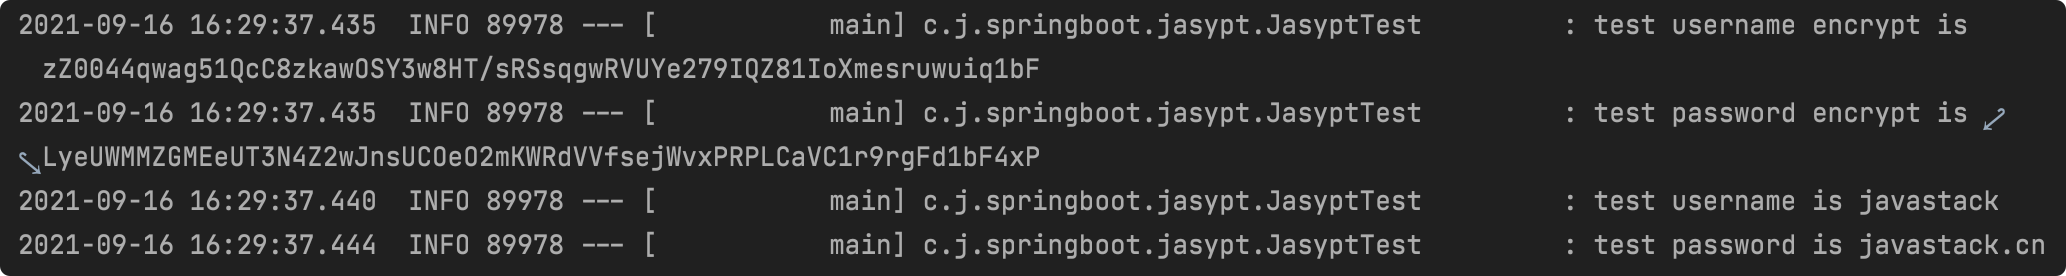 2021-09-16 16:29:37.435  INFO 89978 --- [           main] c.j.springboot.jasypt.JasyptTest         : test username encrypt is
zZ0044qwag51QcC8zkawOSY3w8HT/sRSsqgwRVUYe279IQZ81IoXmesruwuiq1bF
2021-09-16 16:29:37.435  INFO 89978 --- [           main] c.j.springboot.jasypt.JasyptTest         : test password encrypt is
LyeUWMMZGMEeUT3N4Z2wJnsUCOeO2mKWRdVVfsejWvxPRPLCaVC1r9rgFd1bF4xP
2021-09-16 16:29:37.440  INFO 89978 --- [           main] c.j.springboot.jasypt.JasyptTest         : test username is javastack
2021-09-16 16:29:37.444  INFO 89978 --- [           main] c.j.springboot.jasypt.JasyptTest         : test password is javastack.cn